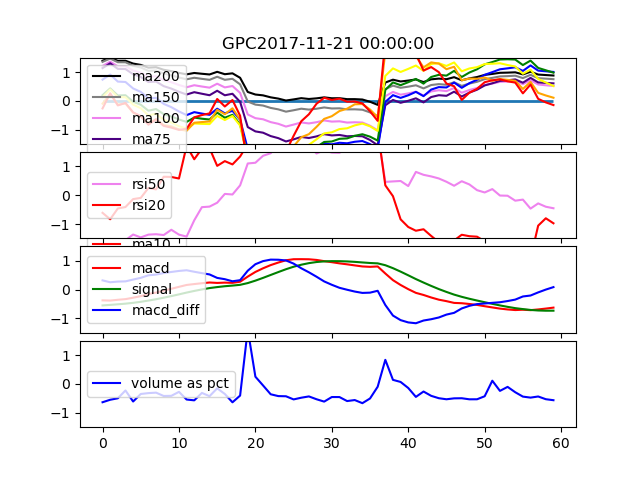 GPC2017-11-21 00:00:00
1
0
−1
ma200
ma150
ma100
ma75
1
0
−1
rsi50
rsi20
ma10
1
0
−1
macd
signal
macd_diff
1
0
−1
volume as pct
0 10 20 30 40 50 60